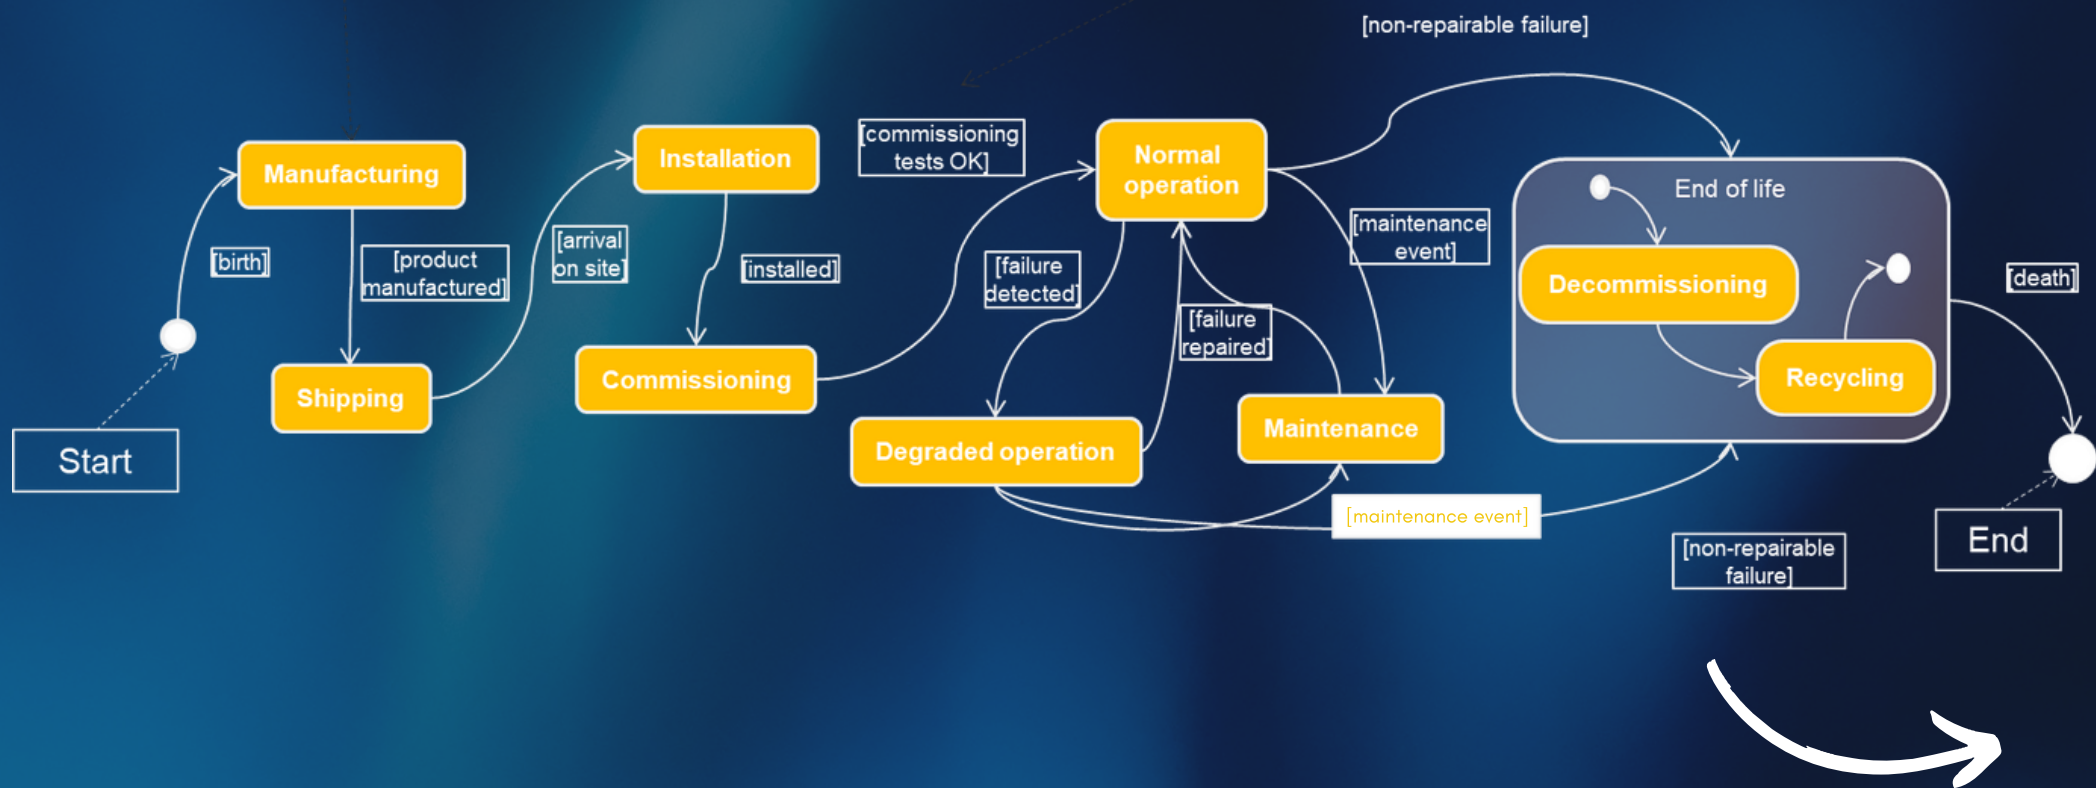 [non-repairable failure]
[commissioning
tests OK]
Manufacturing
Installation
Normal
operation
End of life
[birth]
[product
manufactured]
[arrival
on site]
[installed]
[failure
detected]
[maintenance
event]
Decommissioning
[death]
[failure
repaired]
Shipping
Commissioning
Recycling
Start
Degraded operation
Maintenance
[maintenance event]
[non-repairable
failure]
End